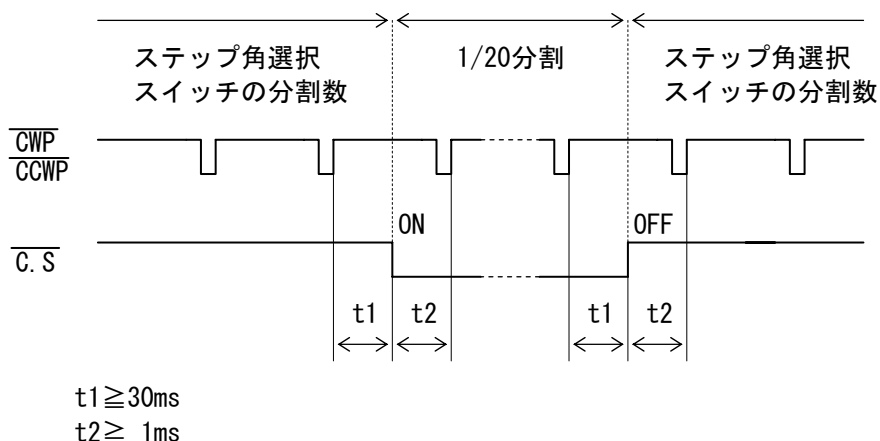 ステップ角選択
スイッチの分割数
1/20分割
ステップ角選択
スイッチの分割数
CWP
CCWP
ON
OFF
C.S
t1
t2
t1
t2
t1≧30ms
t2≧ 1ms